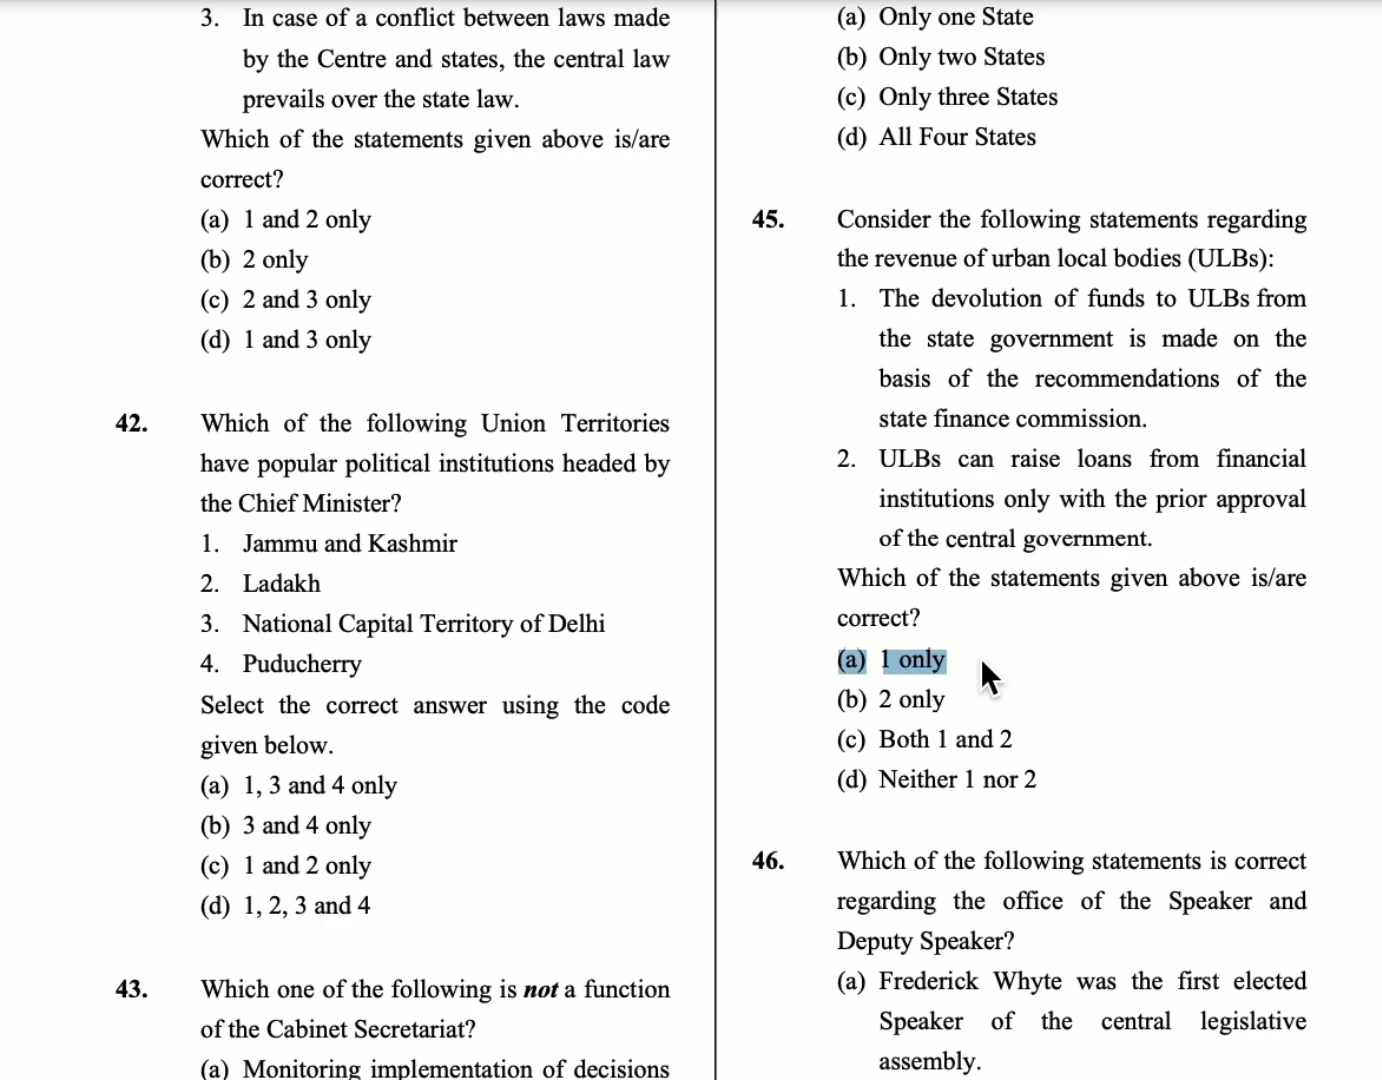 3. In case of a conflict between laws made
by the Centre and states, the central law
prevails over the state law.
Which of the statements given above is/are
correct?
(a) 1 and 2 only
(b) 2 only
(c) 2 and 3 only
(d) 1 and 3 only
42. Which of the following Union Territories
have popular political institutions headed by
the Chief Minister?
1. Jammu and Kashmir
2. Ladakh
3. National Capital Territory of Delhi
4. Puducherry
Select the correct answer using the code
given below.
(a) 1, 3 and 4 only
(b) 3 and 4 only
(c) 1 and 2 only
(d) 1, 2, 3 and 4
43. Which one of the following is not a function
of the Cabinet Secretariat?
(a) Monitoring implementation of decisions
(a) Only one State
(b) Only two States
(c) Only three States
(d) All Four States
45. Consider the following statements regarding
the revenue of urban local bodies (ULBs):
1. The devolution of funds to ULBs from
the state government is made on the
basis of the recommendations of the
state finance commission.
2. ULBs can raise loans from financial
institutions only with the prior approval
of the central government.
Which of the statements given above is/are
correct?
(a) 1 only
(b) 2 only
(c) Both 1 and 2
(d) Neither 1 nor 2
46. Which of the following statements is correct
regarding the office of the Speaker and
Deputy Speaker?
(a) Frederick Whyte was the first elected
Speaker of the central legislative
assembly.